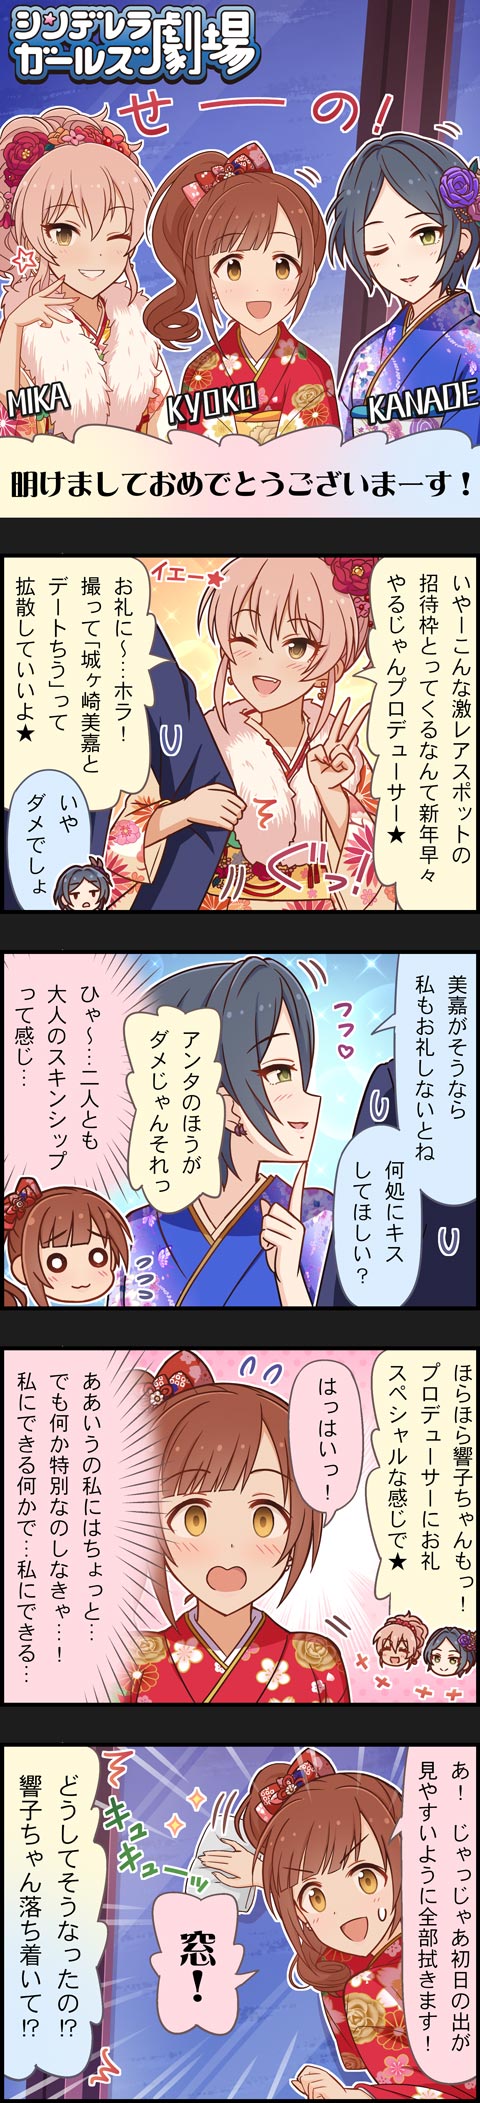 シンデレラ
ガールズ劇場
せーの!
MIKA
KYOKO
KANADE
明けましておめでとうございまーす!
いやーこんな激レアスポットの
招待枠とってくるなんて新年早々
やるじゃんプロデューサー★
イエー★
お礼に〜…ホラ!
撮って「城ヶ崎美嘉と
デートちう」って
拡散していいよ★
ぐっ!
いや
ダメでしょ
美嘉がそうなら
私もお礼しないとね
フフ♡
何処にキス
してほしい?
アンタのほうが
ダメじゃんそれっ
ひゃ〜…二人とも
大人のスキンシップ
って感じ…
ほらほら響子ちゃんもっ!
プロデューサーにお礼
スペシャルな感じで★
はっはいっ!
ああいうの私にはちょっと…
でも何か特別なのしなきゃ…!
私にできる何かで…私にできる…
あ! じゃっじゃあ初日の出が
見やすいように全部拭きます!
キュ
キューッ
窓!
どうしてそうなったの!?
響子ちゃん落ち着いて!?